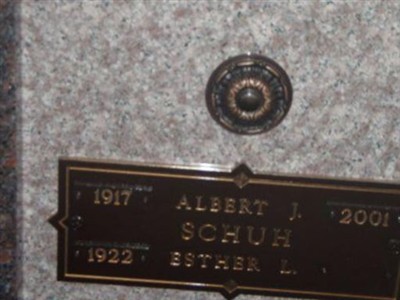 1917 ALBERT J. 2001
SCHUH
1922 ESTHER L.